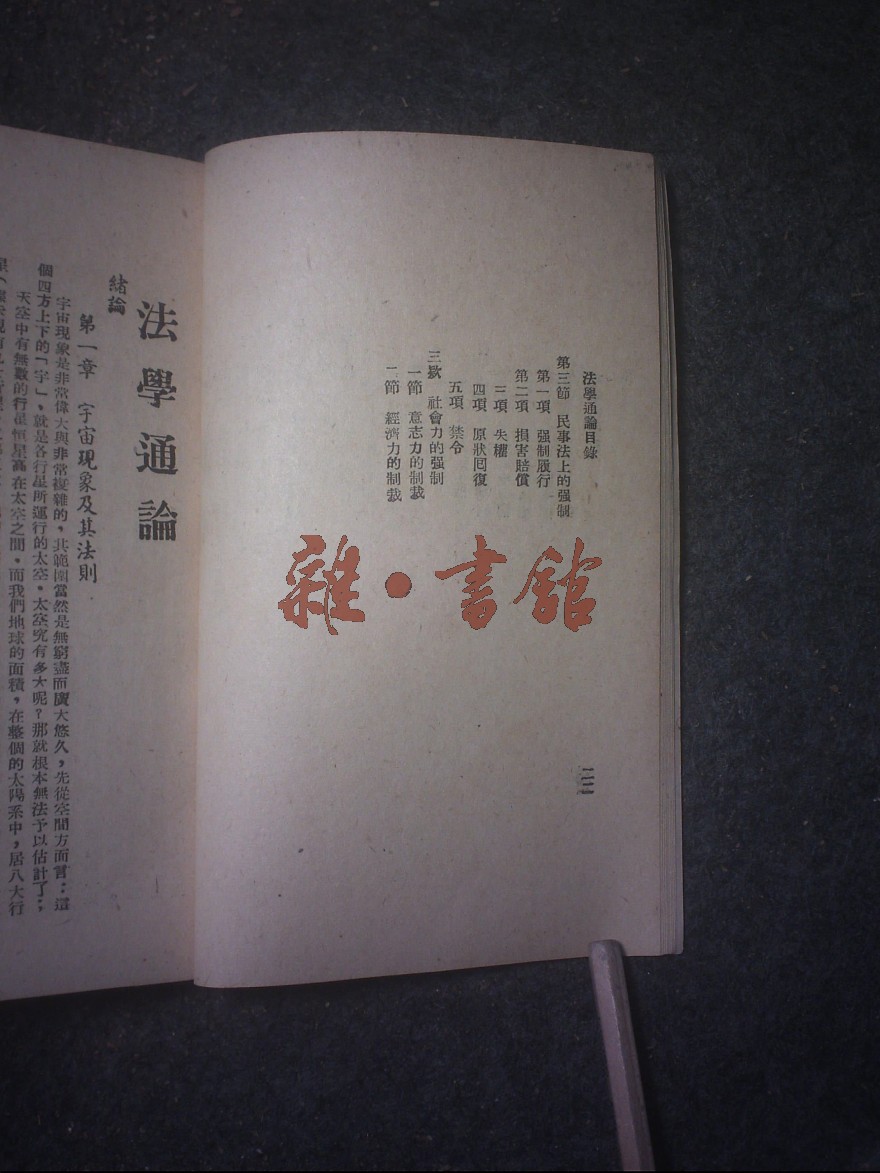 法學通論目錄
第三節 民事法上的强制
第一項 强制履行
第二項 損害賠償
三項 失權
四項 原狀囘復
五項 禁令
三欵 社會力的强制
一節 意志力的制裁
二節 經濟力的制裁
二二
雜·書館
法學通論
緒論
第一章 宇宙現象及其法則
宇宙現象是非常偉大與非常複雜的，其範圍當然是無窮盡而廣大悠久，先從空間方面言：這
個四方上下的「宇」，就是各行星所運行的太空。太空究有多大呢？那就根本無法予以估計了；
天空中有無數的行星恒星羅在太空之間。而我們地球的面積，在整個的太陽系中，居八大行